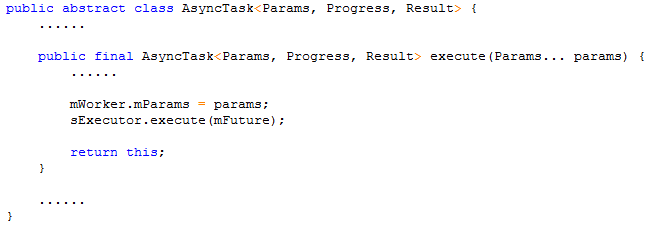 public abstract class AsyncTask<Params, Progress, Result> {
    ......

    public final AsyncTask<Params, Progress, Result> execute(Params... params) {
        ......

        mWorker.mParams = params;
        sExecutor.execute(mFuture);

        return this;
    }

    ......
}